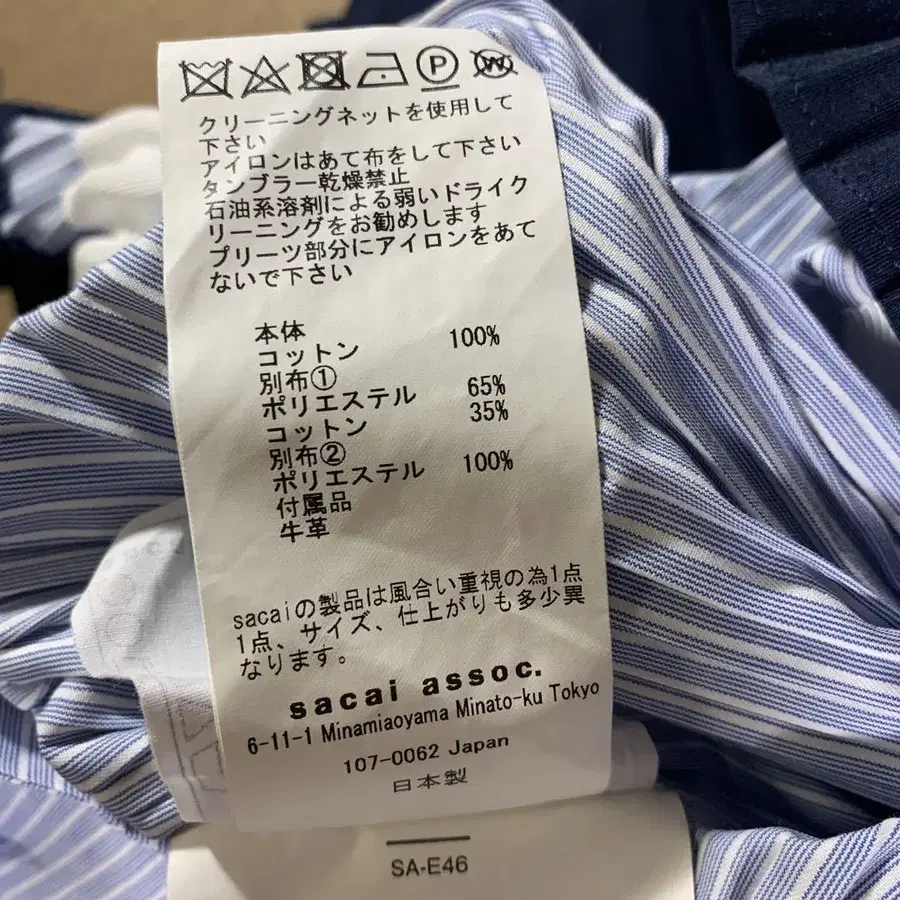 P W
クリーニングネットを使用して
下さい
アイロンはあて布をして下さい
タンブラー乾燥禁止
石油系溶剤による弱いドライク
リーニングをお勧めします
プリーツ部分にアイロンをあて
ないで下さい
本体
コットン 100%
別布①
ポリエステル 65%
コットン 35%
別布②
ポリエステル 100%
付属品
牛革
sacaiの製品は風合い重視の為1点
1点、サイズ、仕上がりも多少異
なります。
sacai assoc.
6-11-1 Minamiaoyama Minato-ku Tokyo
107-0062 Japan
日本製
SA-E46